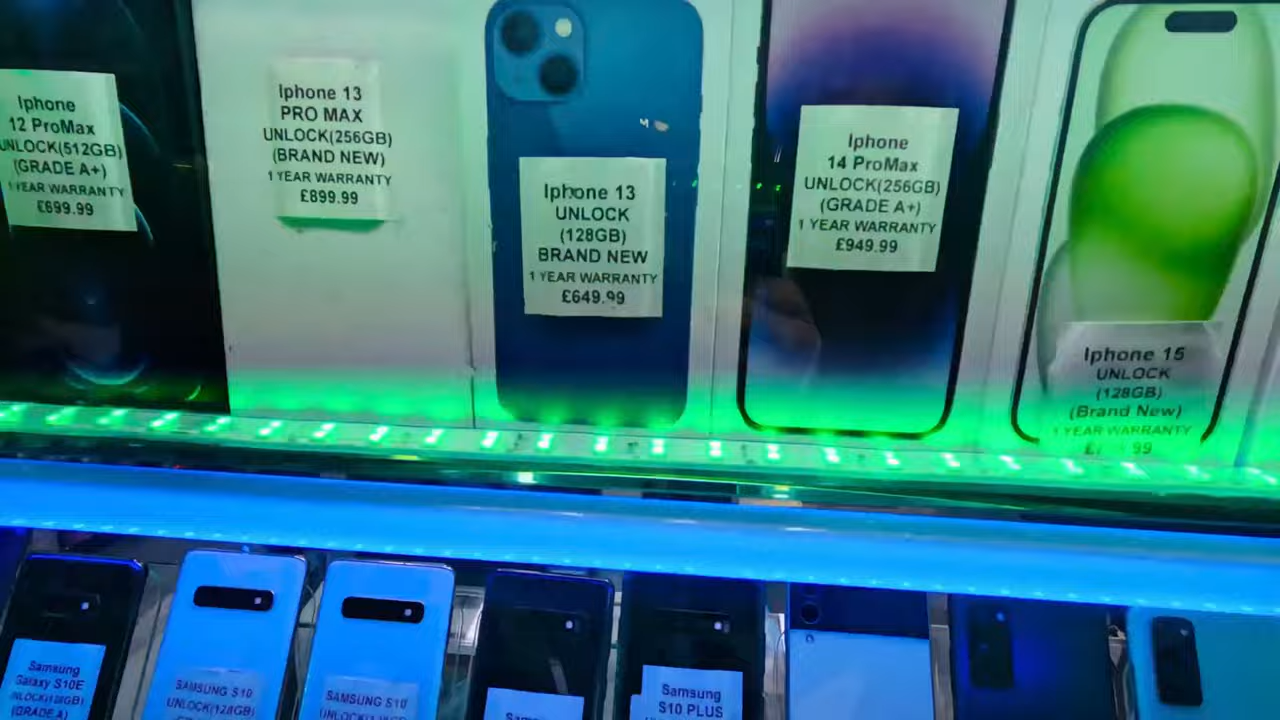 Iphone
12 ProMax
UNLOCK(512GB)
(GRADE A+)
1 YEAR WARRANTY
£699.99
Iphone 13
PRO MAX
UNLOCK(256GB)
(BRAND NEW)
1 YEAR WARRANTY
£899.99
Iphone 13
UNLOCK
(128GB)
BRAND NEW
1 YEAR WARRANTY
£649.99
Iphone
14 ProMax
UNLOCK(256GB)
(GRADE A+)
1 YEAR WARRANTY
£949.99
Iphone 15
UNLOCK
(128GB)
(Brand New)
1 YEAR WARRANTY
Samsung
Galaxy S10E
UNLOCK(128GB)
(GRADE A)
SAMSUNG S10
UNLOCK(128GB)
SAMSUNG S10
Samsung
S10 PLUS